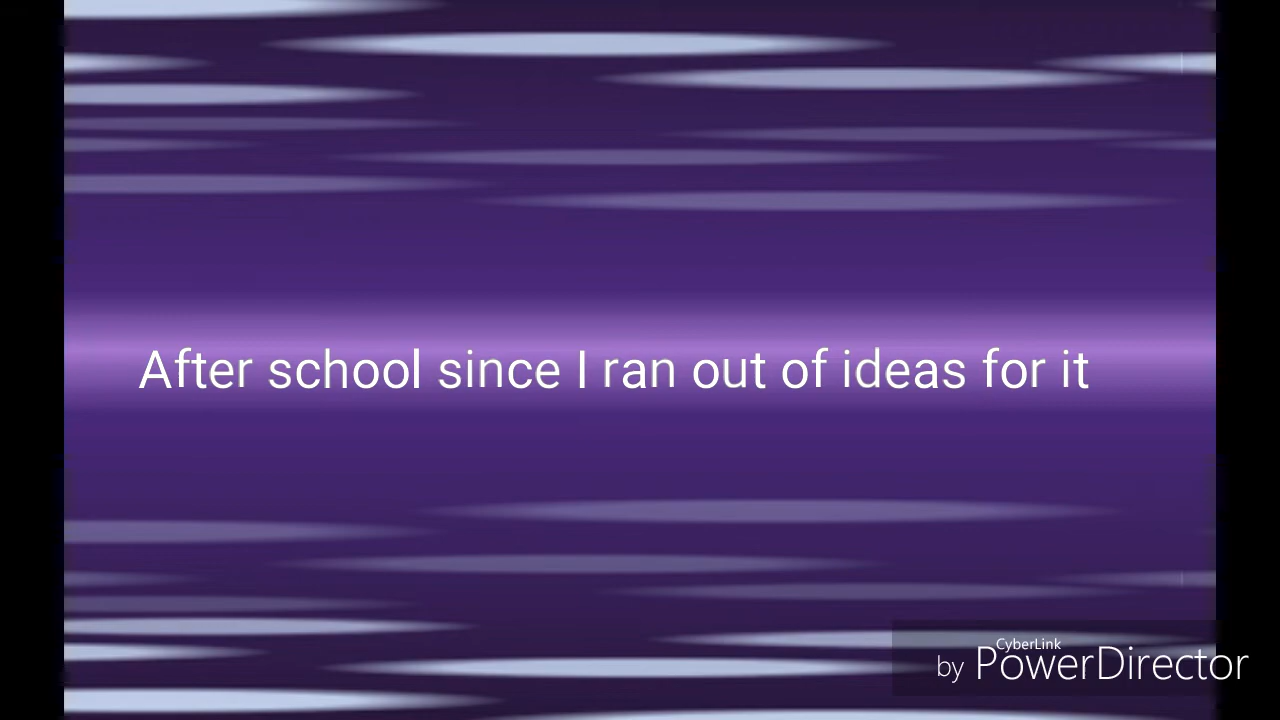 After school since I ran out of ideas for it
CyberLink
by PowerDirector